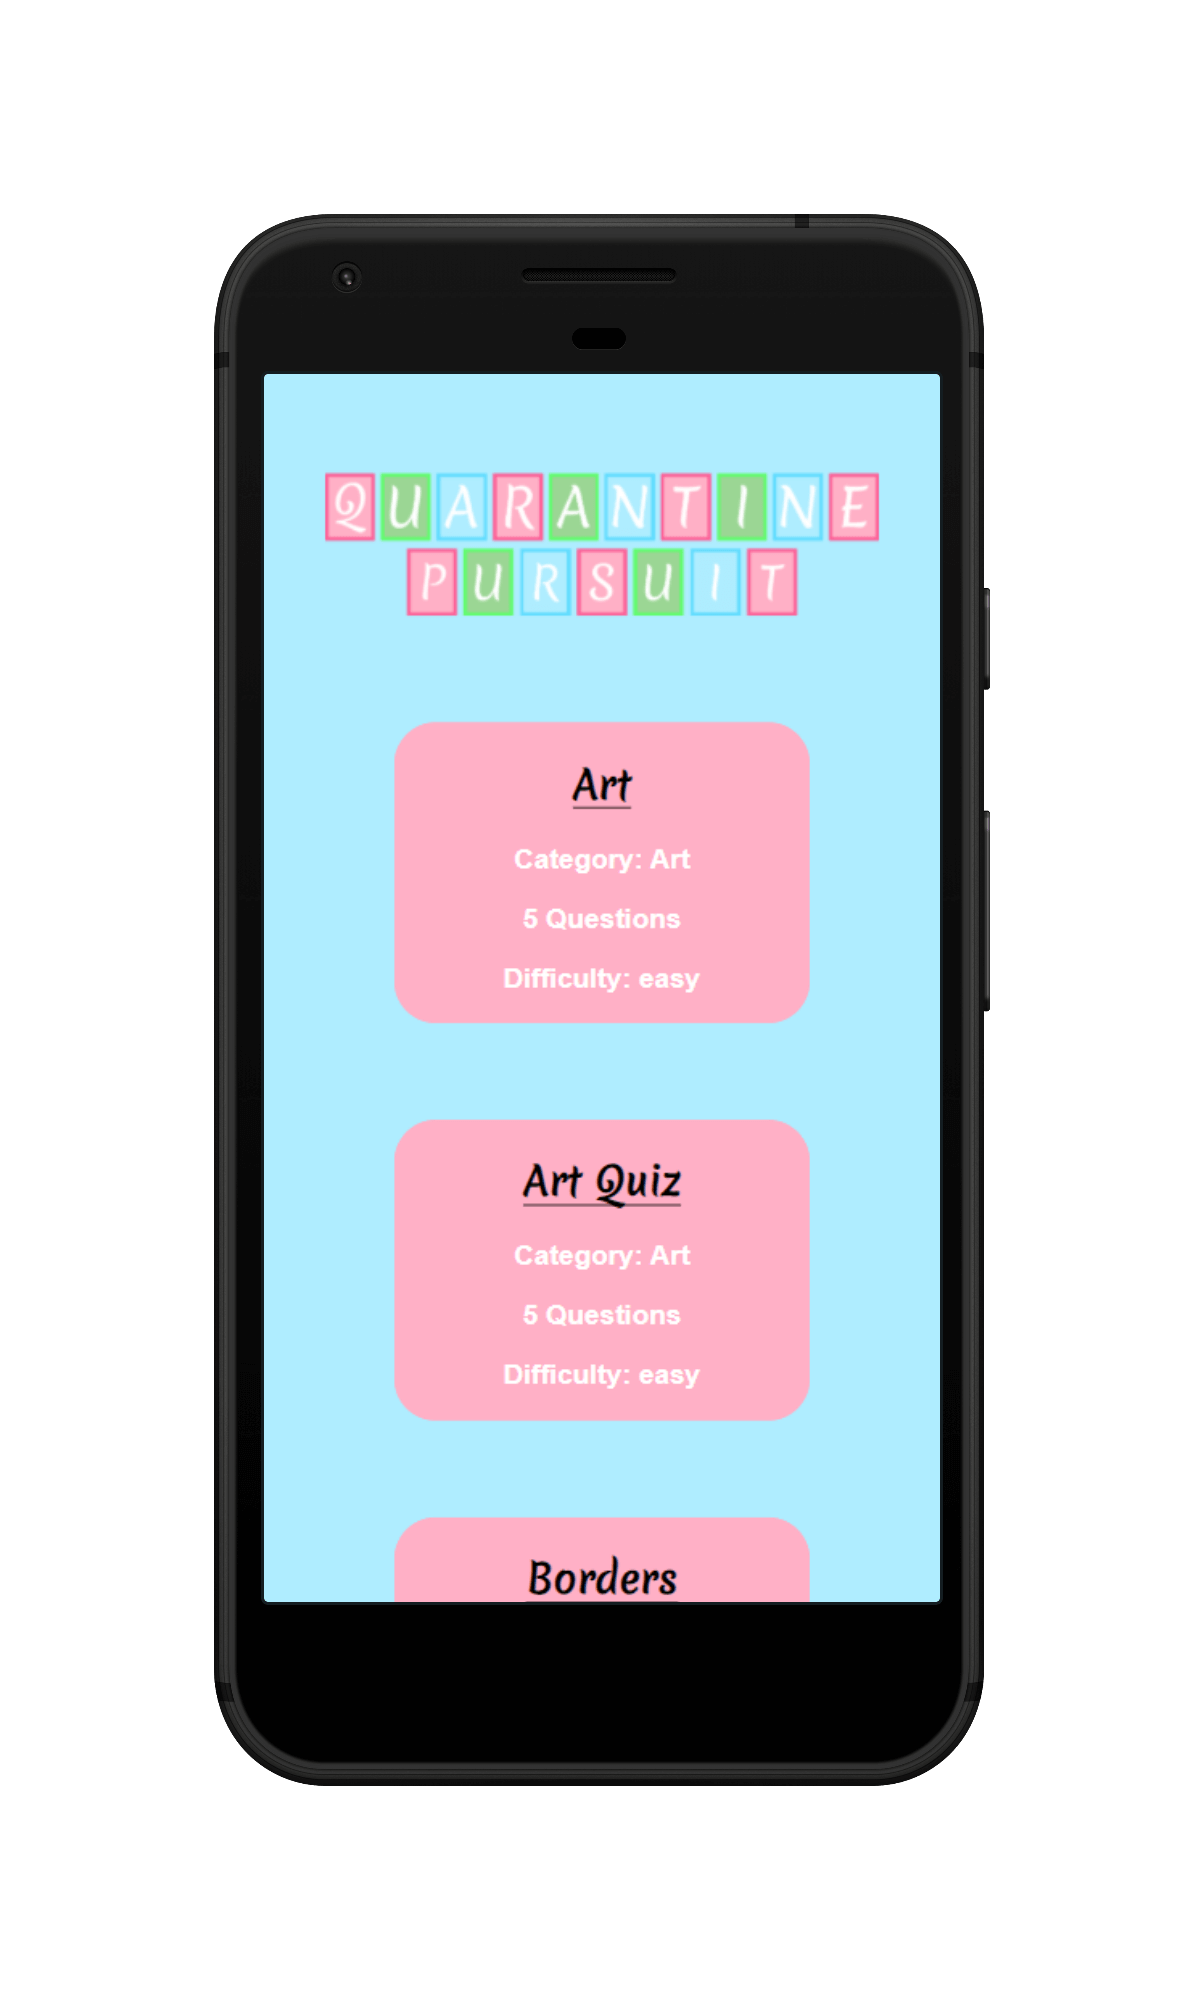 QUARANTINE
PURSUIT
Art
Category: Art
5 Questions
Difficulty: easy
Art Quiz
Category: Art
5 Questions
Difficulty: easy
Borders